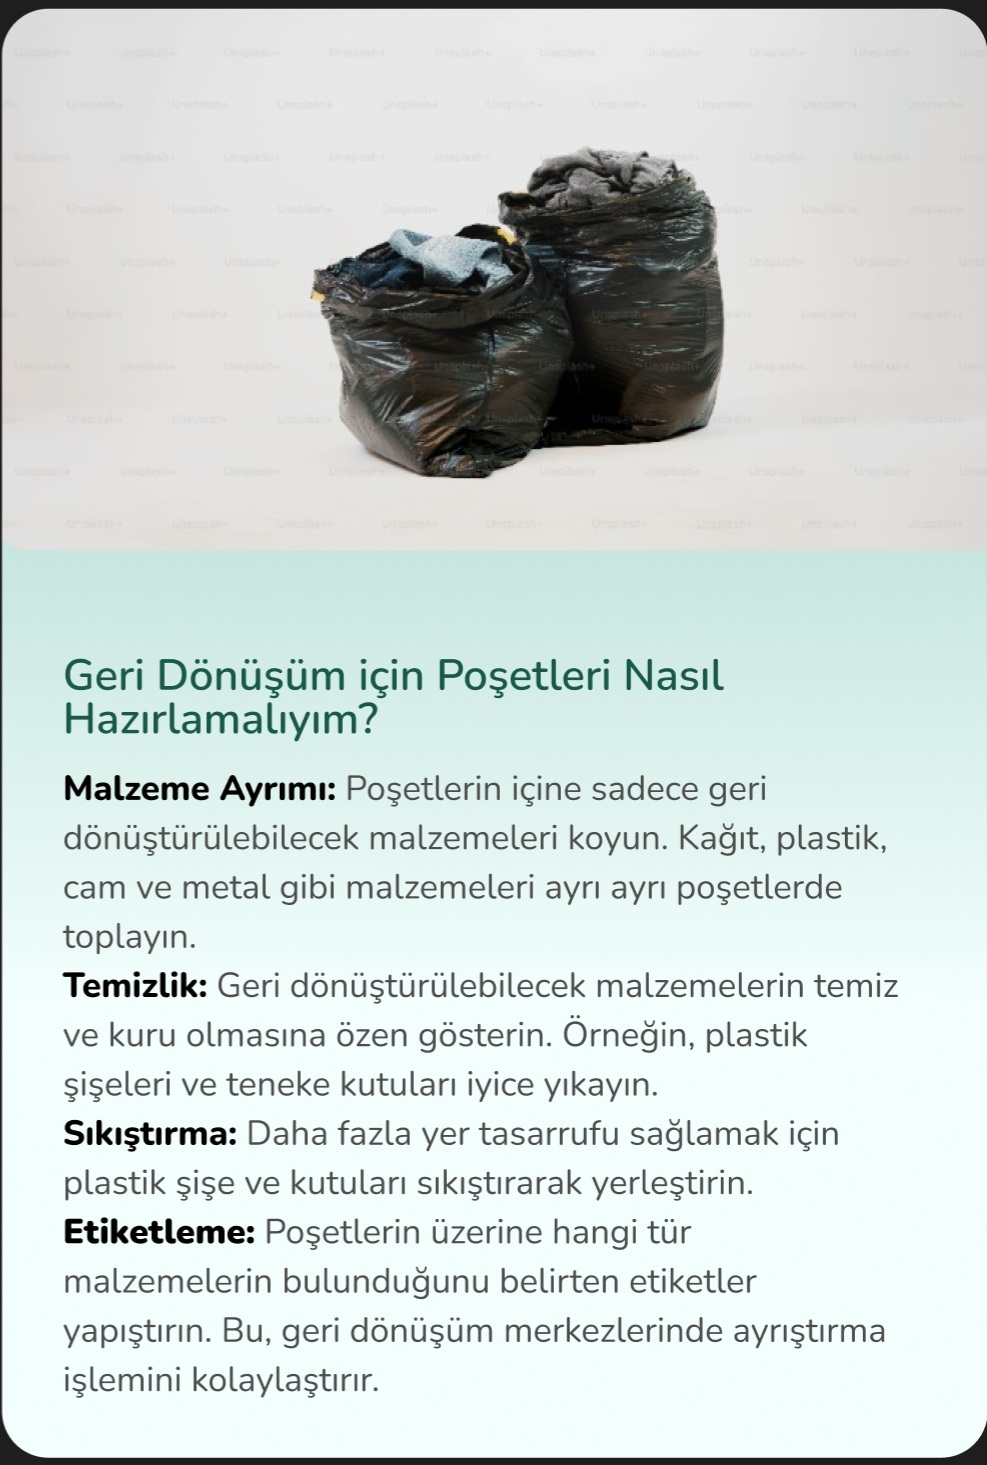 Geri Dönüşüm için Poşetleri Nasıl
Hazırlamalıyım?
Malzeme Ayrımı: Poşetlerin içine sadece geri
dönüştürülebilecek malzemeleri koyun. Kağıt, plastik,
cam ve metal gibi malzemeleri ayrı ayrı poşetlerde
toplayın.
Temizlik: Geri dönüştürülebilecek malzemelerin temiz
ve kuru olmasına özen gösterin. Örneğin, plastik
şişeleri ve teneke kutuları iyice yıkayın.
Sıkıştırma: Daha fazla yer tasarrufu sağlamak için
plastik şişe ve kutuları sıkıştırarak yerleştirin.
Etiketleme: Poşetlerin üzerine hangi tür
malzemelerin bulunduğunu belirten etiketler
yapıştırın. Bu, geri dönüşüm merkezlerinde ayrıştırma
işlemini kolaylaştırır.